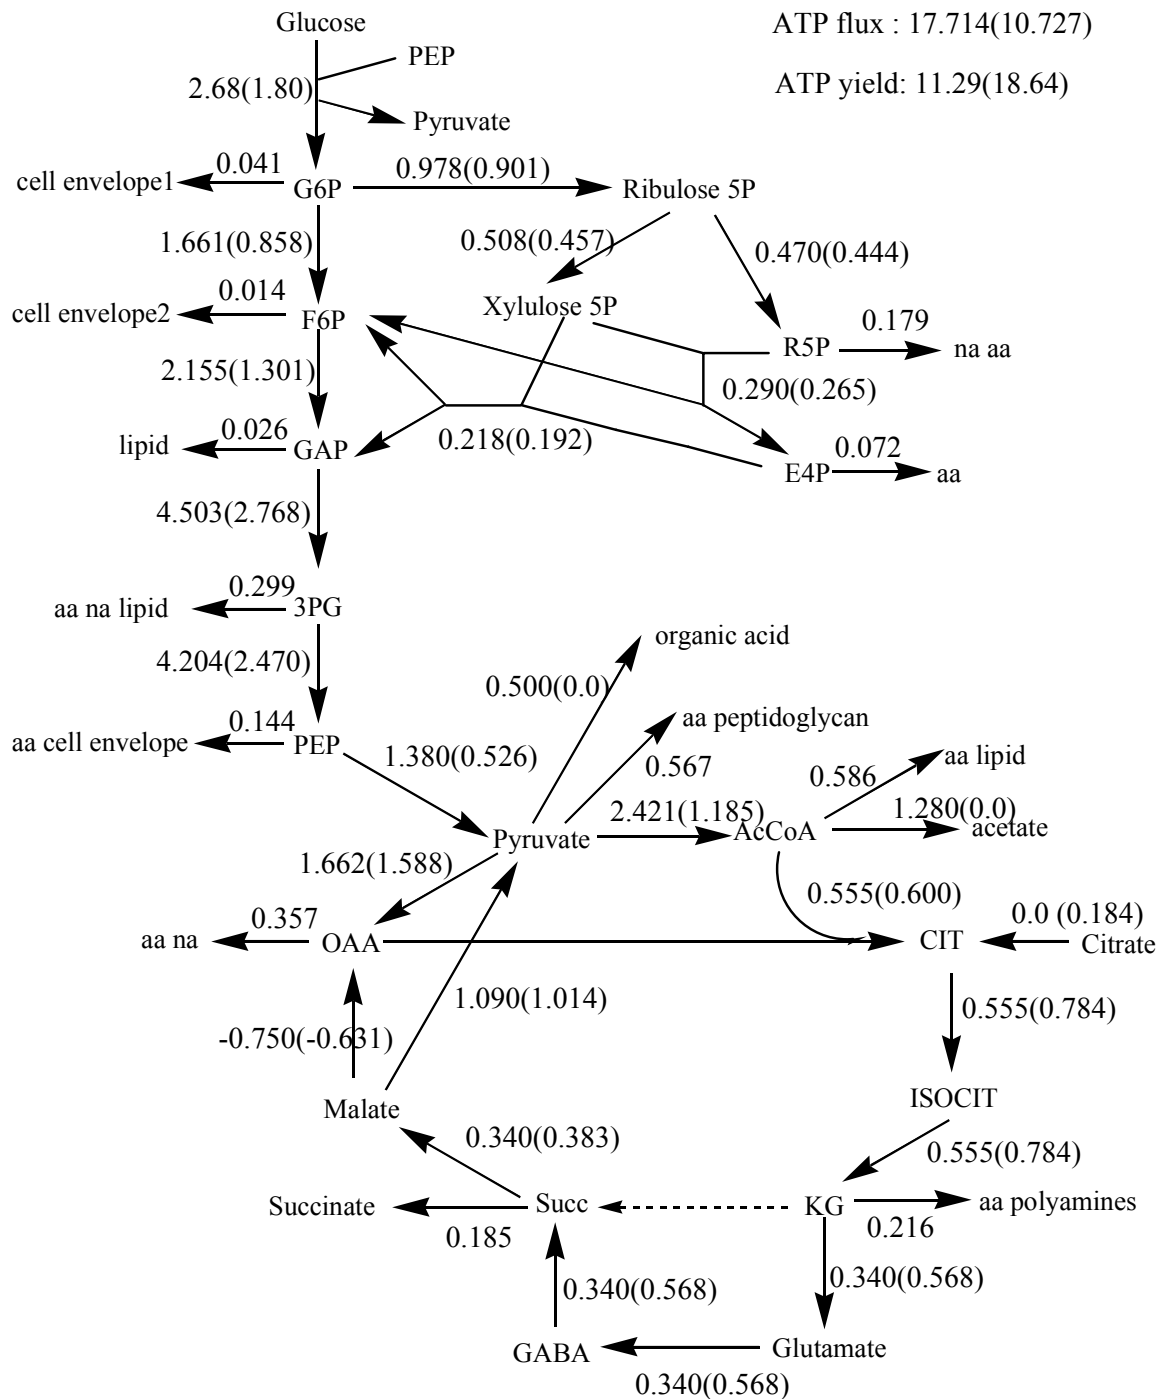 Glucose
ATP flux : 17.714(10.727)
PEP
2.68(1.80)
ATP yield: 11.29(18.64)
Pyruvate
cell envelope1
0.041
G6P
0.978(0.901)
Ribulose 5P
1.661(0.858)
0.508(0.457)
0.470(0.444)
cell envelope2
0.014
F6P
Xylulose 5P
R5P
0.179
na aa
2.155(1.301)
0.290(0.265)
lipid
0.026
GAP
0.218(0.192)
E4P
0.072
aa
4.503(2.768)
aa na lipid
0.299
3PG
4.204(2.470)
organic acid
0.500(0.0)
aa peptidoglycan
aa cell envelope
0.144
PEP
1.380(0.526)
0.567
0.586
aa lipid
Pyruvate
2.421(1.185)
AcCoA
1.280(0.0)
acetate
1.662(1.588)
0.555(0.600)
aa na
0.357
OAA
CIT
0.0 (0.184)
Citrate
1.090(1.014)
0.555(0.784)
-0.750(-0.631)
Malate
ISOCIT
0.340(0.383)
0.555(0.784)
Succinate
0.185
Succ
KG
0.216
aa polyamines
0.340(0.568)
0.340(0.568)
GABA
0.340(0.568)
Glutamate